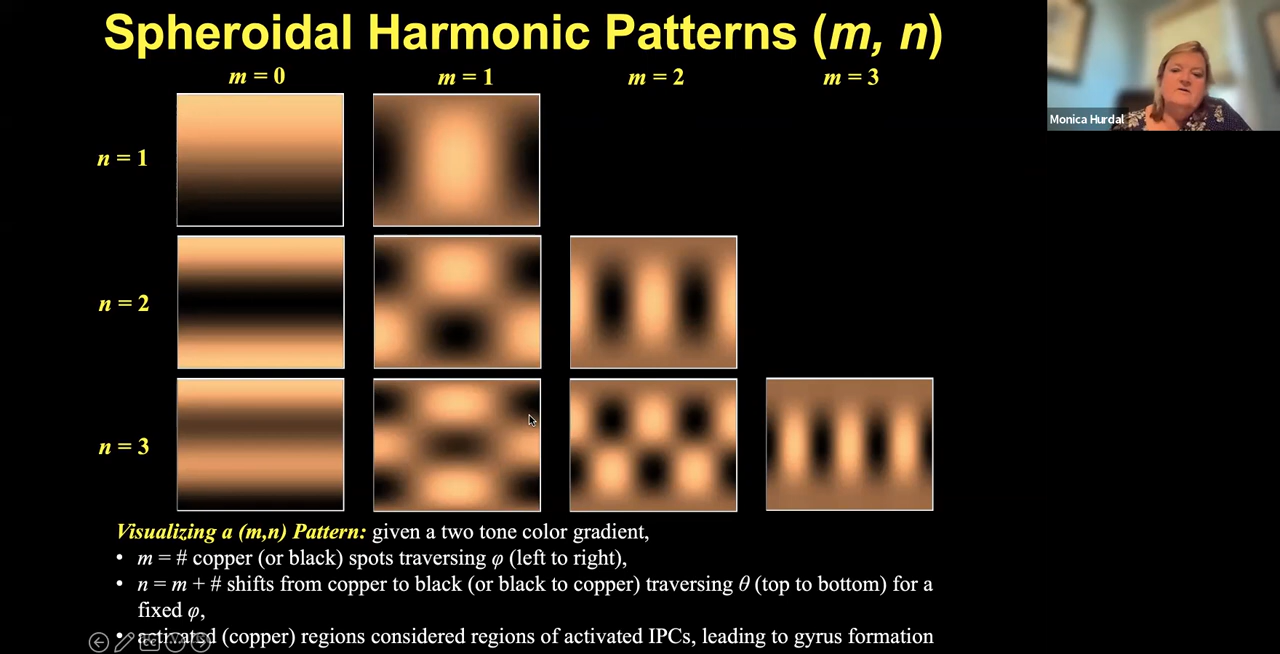 Spheroidal Harmonic Patterns (m, n)
m = 0 m = 1 m = 2 m = 3
Monica Hurdal
n = 1
n = 2
n = 3
Visualizing a (m,n) Pattern: given a two tone color gradient,
• m = # copper (or black) spots traversing φ (left to right),
• n = m + # shifts from copper to black (or black to copper) traversing θ (top to bottom) for a
fixed φ,
• activated (copper) regions considered regions of activated IPCs, leading to gyrus formation